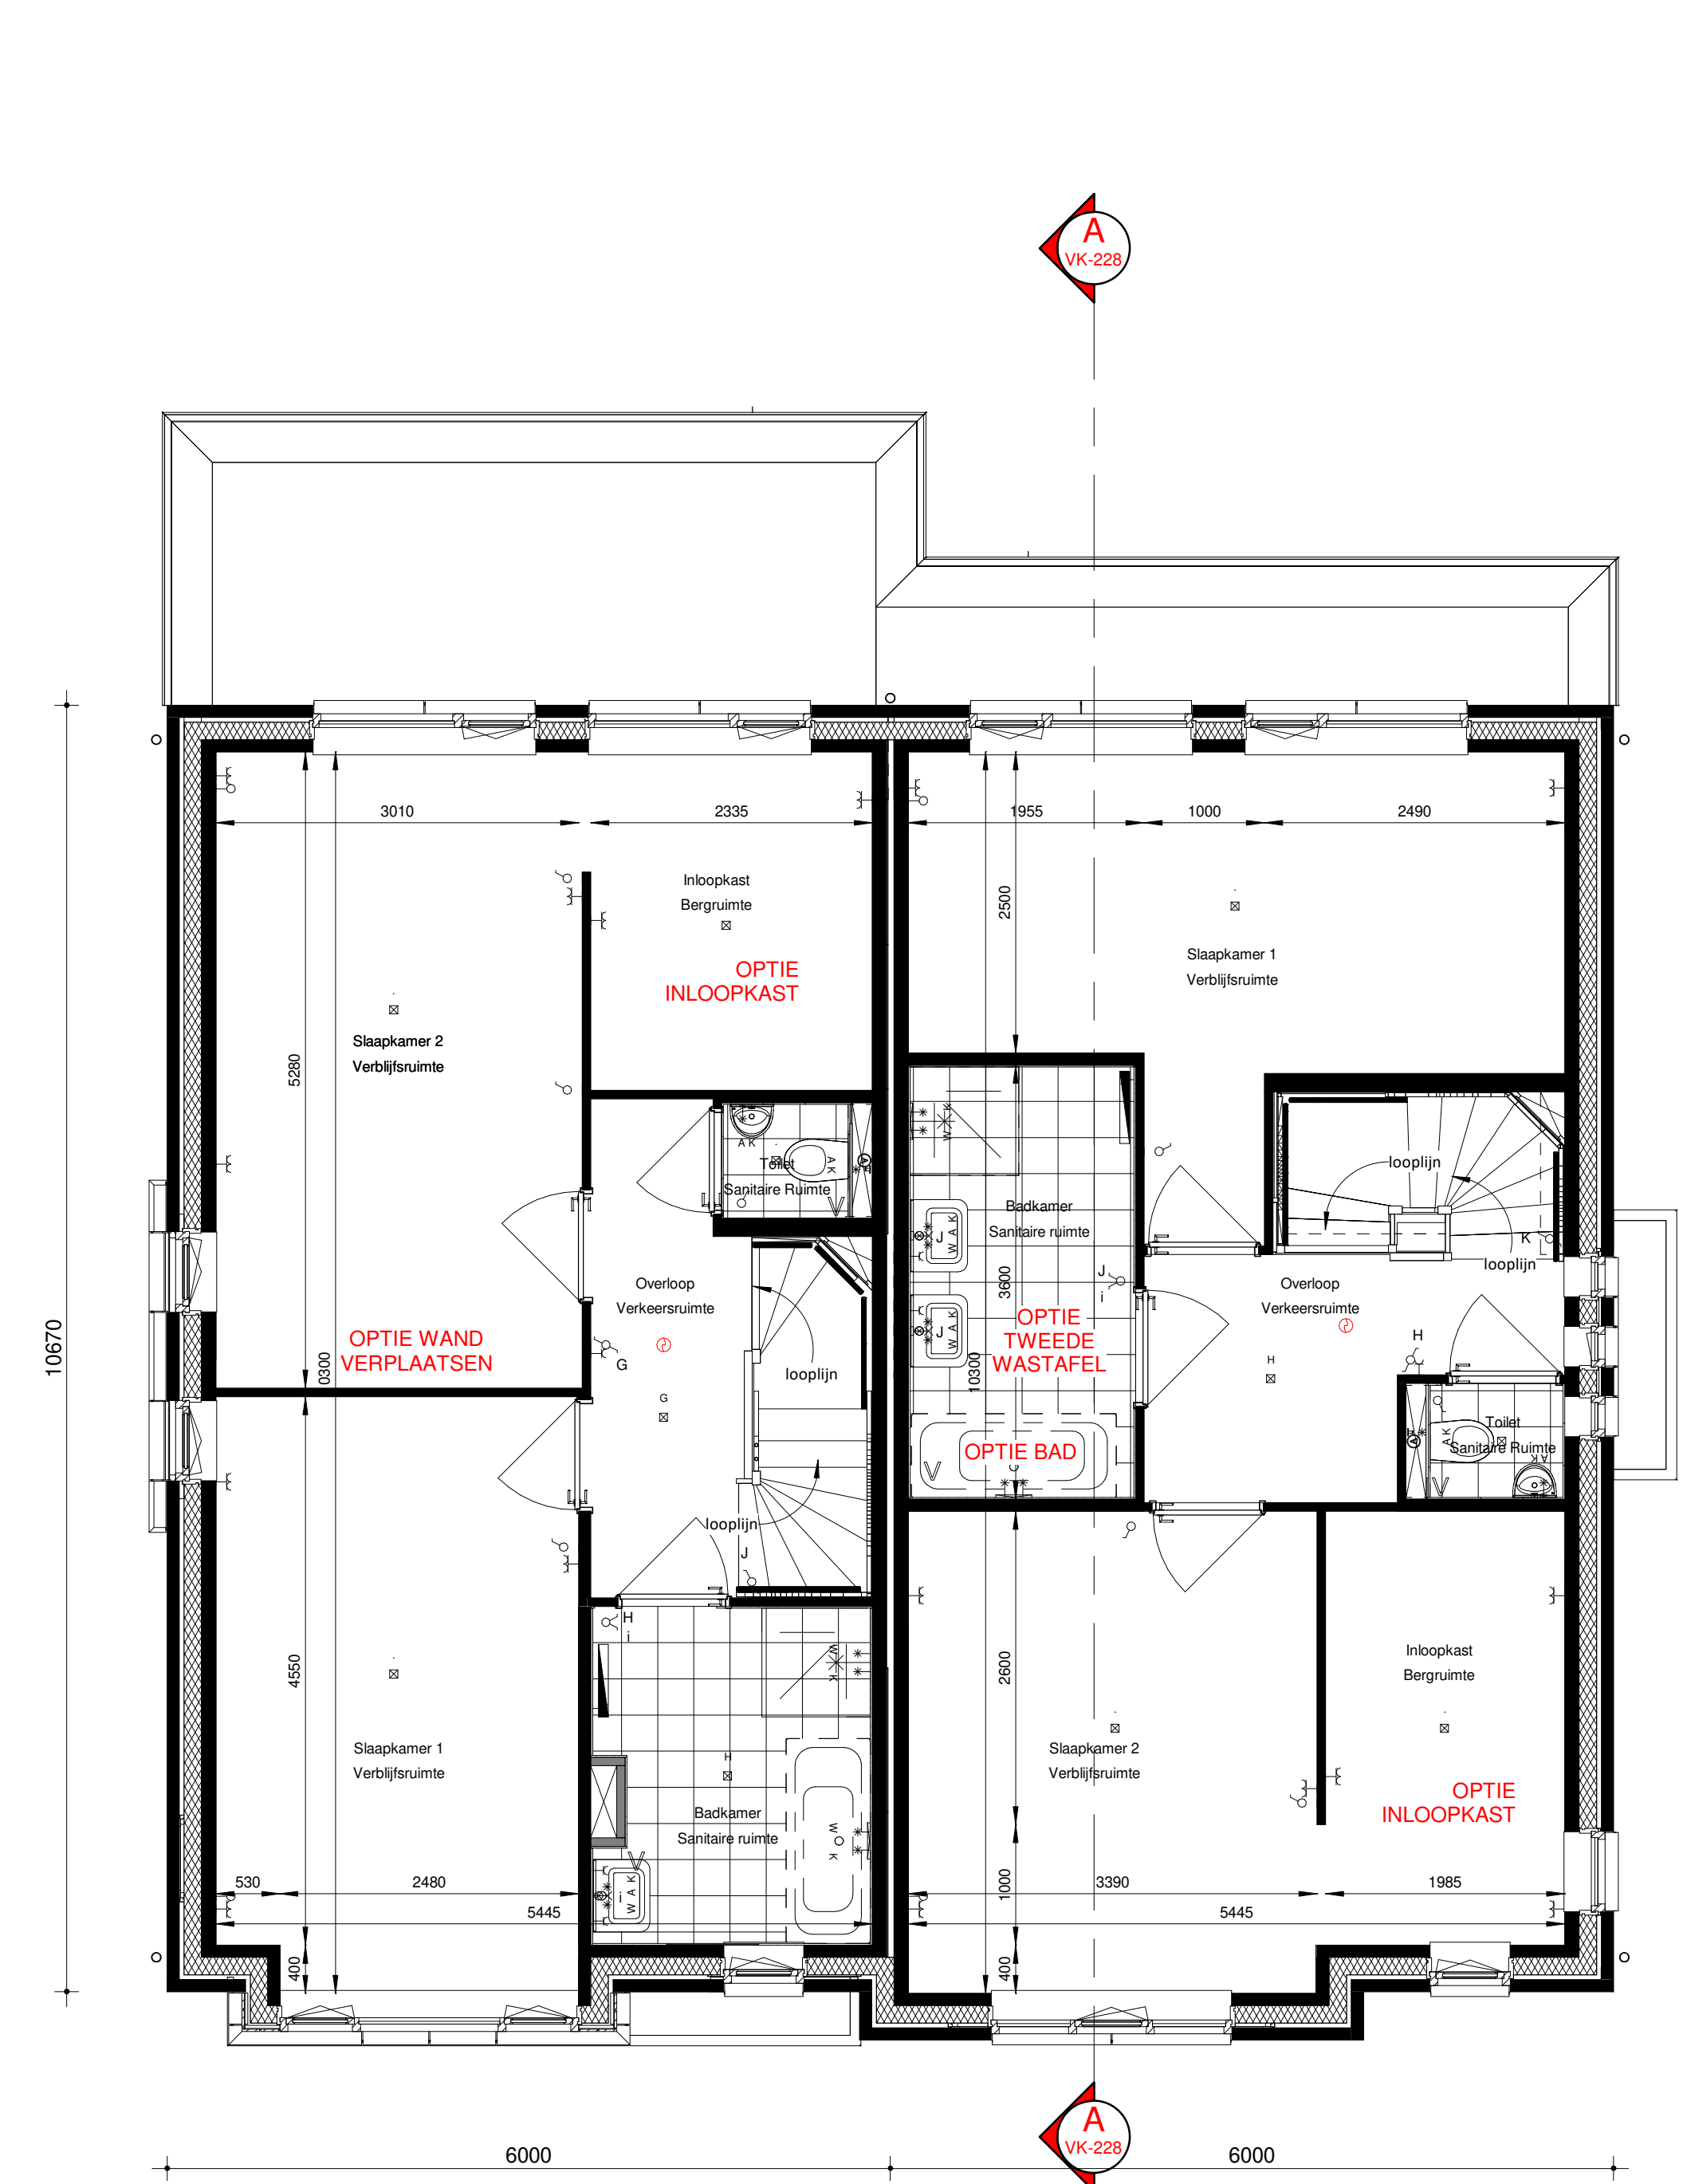 A
VK-228
3010
2335
1955
1000
2490
Inloopkast
Bergruimte
OPTIE
INLOOPKAST
2500
Slaapkamer 1
Verblijfsruimte
Slaapkamer 2
Verblijfsruimte
5280
A K
A K
A
Toilet
Sanitaire Ruimte
W K
looplijn
Badkamer
Sanitaire ruimte
J
W A K
K
looplijn
Overloop
Verkeersruimte
Overloop
Verkeersruimte
3600
J
i
OPTIE
TWEEDE
WASTAFEL
J
W A K
H
H
10670
OPTIE WAND
VERPLAATSEN
0300
G
looplijn
10300
G
OPTIE BAD
Toilet
Sanitaire Ruimte
A K
A K
A
looplijn
J
H
i
W K
4550
2600
Inloopkast
Bergruimte
Slaapkamer 1
Verblijfsruimte
H
Slaapkamer 2
Verblijfsruimte
Badkamer
Sanitaire ruimte
W K
OPTIE
INLOOPKAST
530
2480
i
W A K
1000
3390
1985
5445
5445
400
400
A
VK-228
6000
6000